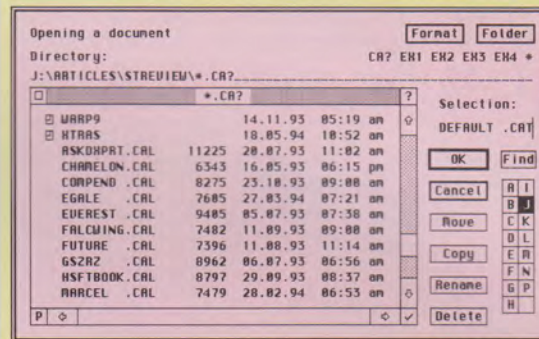 Opening a document
Format Folder
Directory:
CA? EX1 EX2 EX3 EX4 *
J:\ARTICLES\STREVIEW\*.CA?
*.CA? ?
WARP9 14.11.93 05:19 am
XTRAS 18.05.94 10:52 am
ASKDXPRT.CAL 11225 20.07.93 11:02 am
CHAMELON.CAL 6343 16.05.93 06:15 pm
COMPEND .CAL 8275 23.10.93 09:00 am
EGALE .CAL 7605 27.03.94 07:21 am
EVEREST .CAL 9405 05.07.93 07:38 am
FALCWING.CAL 7482 11.09.93 09:00 am
FUTURE .CAL 7396 11.08.93 11:14 am
GSZRZ .CAL 8962 06.07.93 06:56 am
HSFTBOOK.CAL 8797 29.09.93 08:37 am
MARCEL .CAL 7479 28.02.94 06:53 am
P
Selection:
DEFAULT .CAT
OK Find
Cancel
Move
Copy
Rename
Delete
A I
B J
C K
D L
E M
F N
G P
H